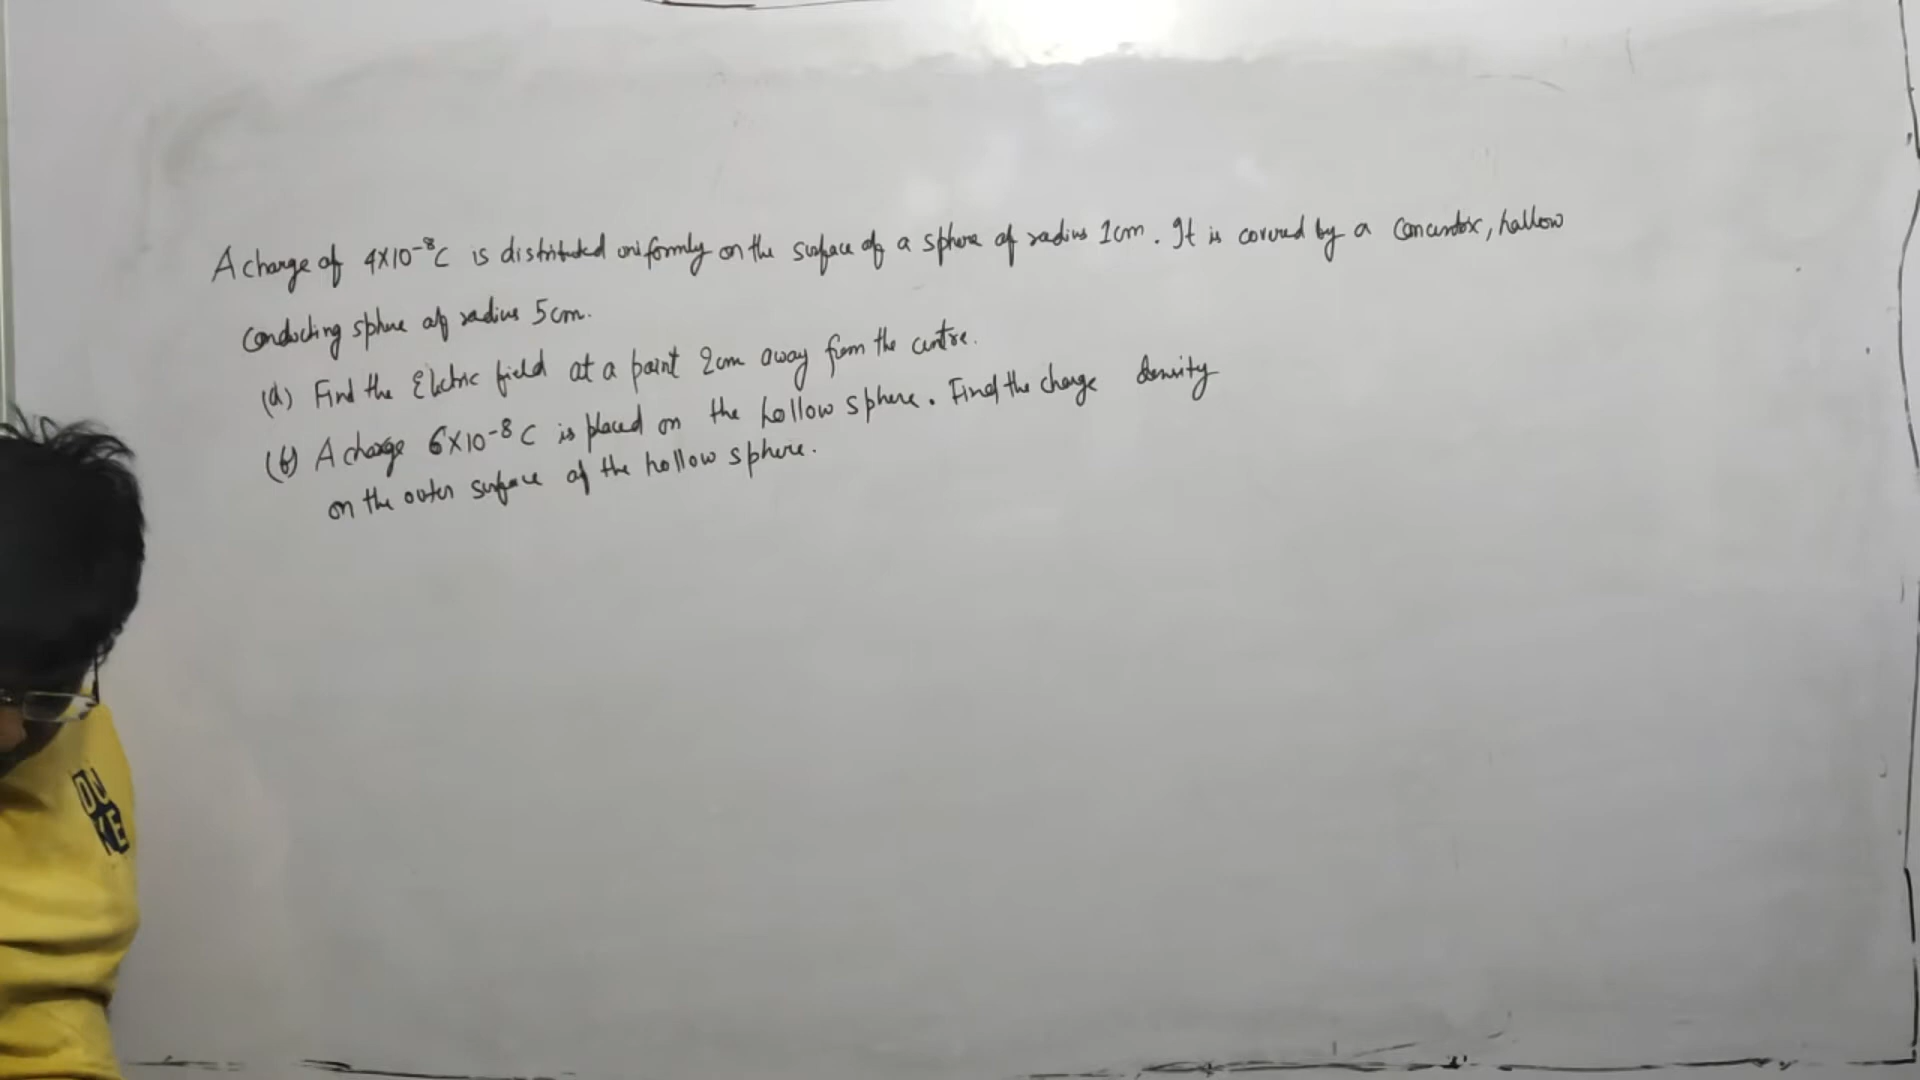 A charge of 4×10⁻⁸C is distributed uniformly on the surface of a sphere of radius 1cm. It is covered by a concentric, hollow
conducting sphere of radius 5cm.
(a) Find the Electric field at a point 2cm away from the centre.
(b) A charge 6×10⁻⁸C is placed on the hollow sphere. Find the charge density
on the outer surface of the hollow sphere.
DU
KE